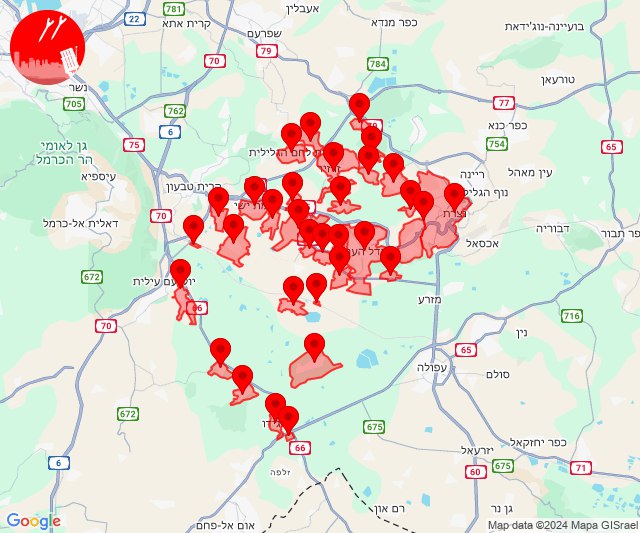 אעבלין
781
22
קרית אתא
שפרעם
כפר מנדא
בועיינה-נוג'ידאת
79
70
784
טורעאן
נשר
705
762
77
6
70
כפר כנא
75
754
65
גן לאומי
הר הכרמל
עין מאהל
ריינה
עספיא
קרית טבעון
נוף הגליל
דאלית אל-כרמל
70
דבוריה
אכסאל
כפר תבור
672
66
מזרע
70
716
נין
65
עפולה
סולם
672
675
66
כפר יחזקאל
יזרעאל
6
60
675
71
זלפה
רם און
גן נר
אום אל-פחם
Google
Map data ©2024 Mapa GISrael